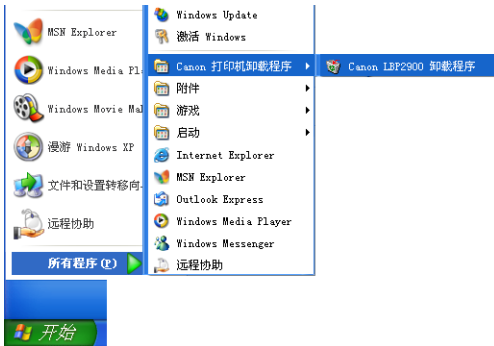 MSN Explorer
Windows Media Pl
Windows Movie Mak
漫游 Windows XP
文件和设置转移向
远程协助
所有程序(P)
开始
Windows Update
激活 Windows
Canon 打印机卸载程序
附件
游戏
启动
Internet Explorer
MSN Explorer
Outlook Express
Windows Media Player
Windows Messenger
远程协助
Canon LBP2900 卸载程序